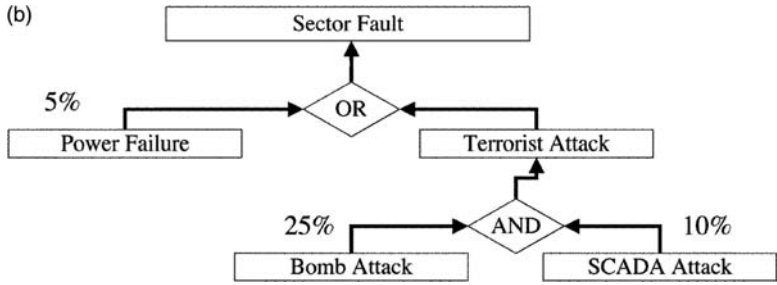 (b)
Sector Fault
5%
OR
Power Failure
Terrorist Attack
25%
AND
10%
Bomb Attack
SCADA Attack